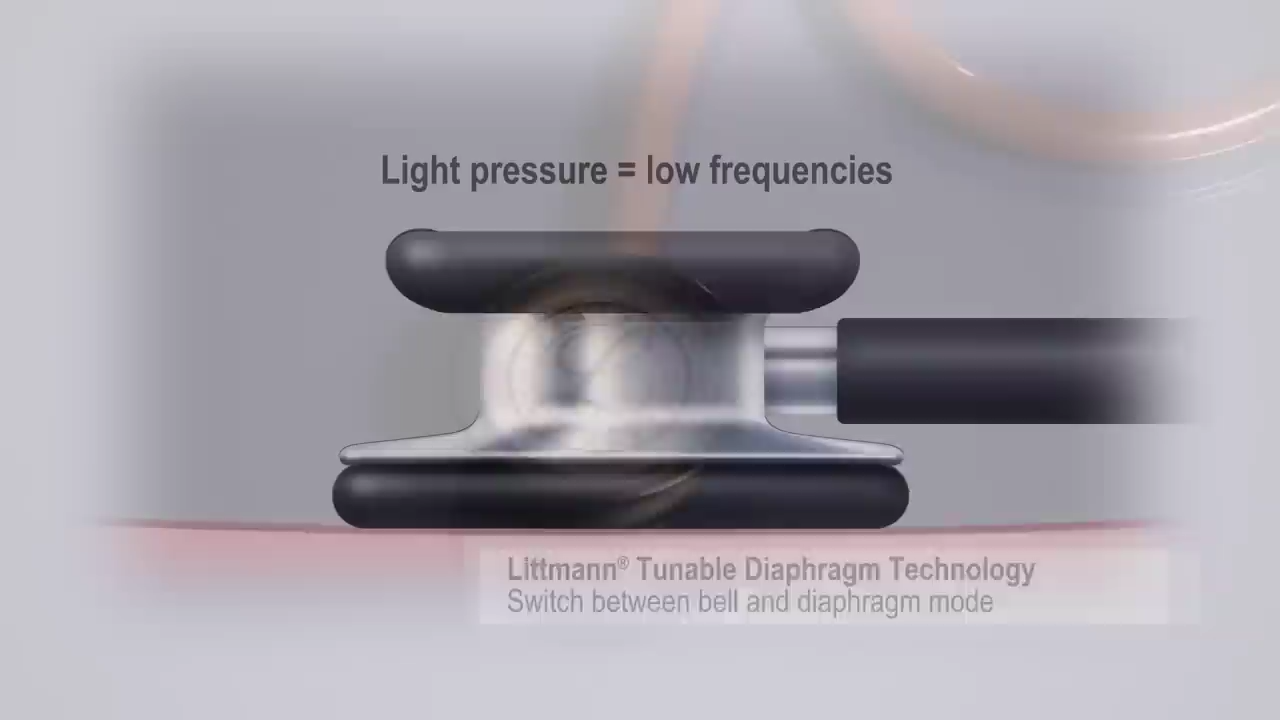 Light pressure = low frequencies
Littmann® Tunable Diaphragm Technology
Switch between bell and diaphragm mode